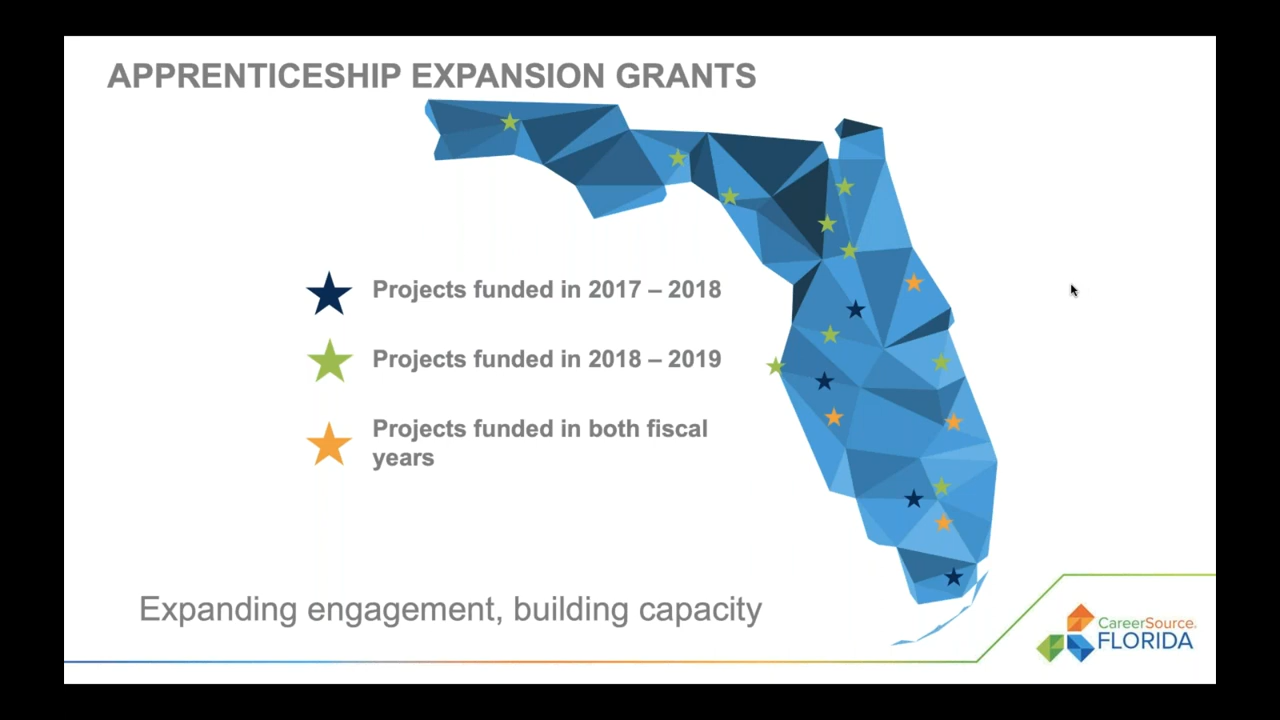 APPRENTICESHIP EXPANSION GRANTS
Projects funded in 2017 – 2018
Projects funded in 2018 – 2019
Projects funded in both fiscal
years
Expanding engagement, building capacity
CareerSource
FLORIDA